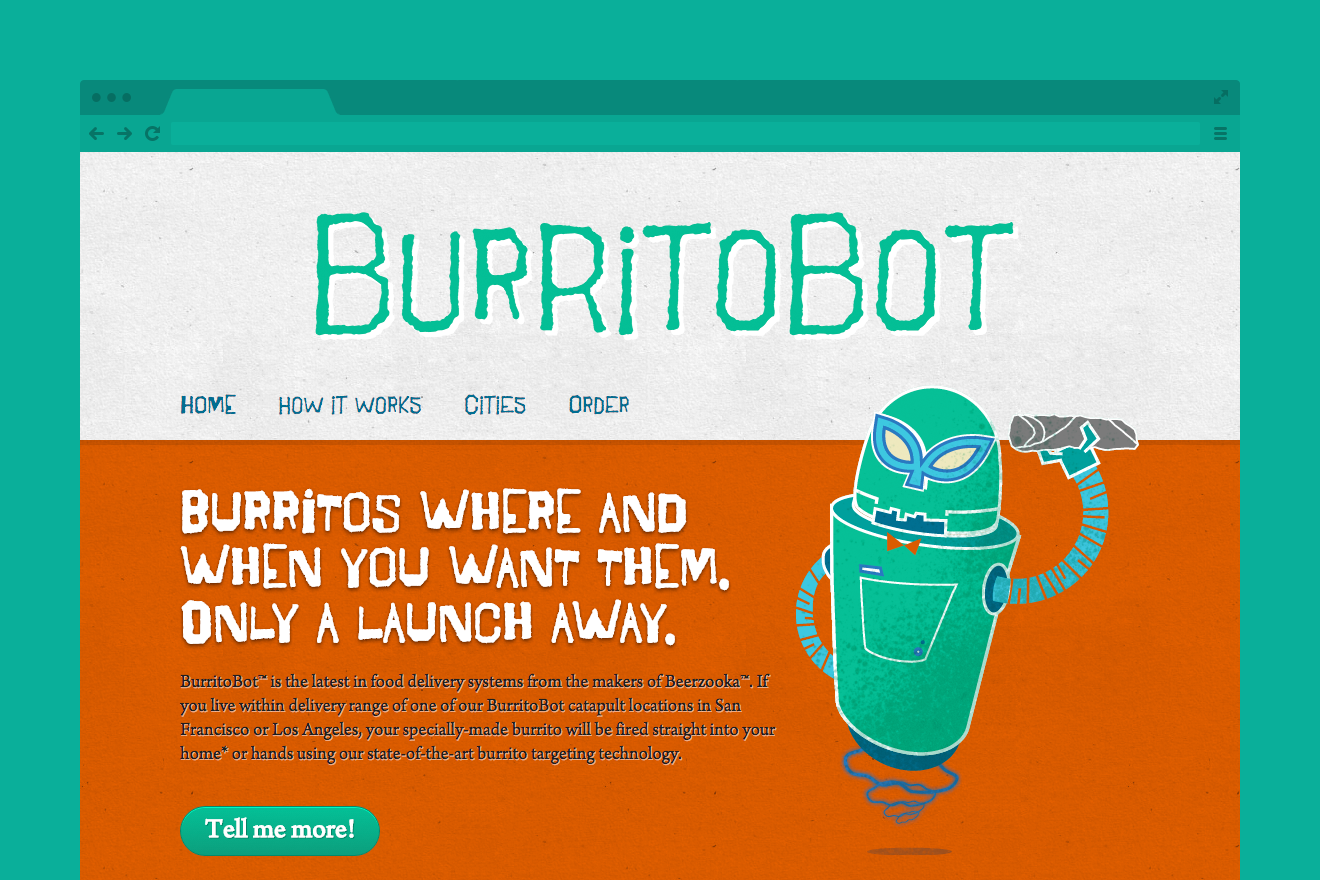 BurritoBot
Home How it works Cities Order
Burritos where and
when you want them.
Only a launch away.
BurritoBot™ is the latest in food delivery systems from the makers of Beerzooka™. If
you live within delivery range of one of our BurritoBot catapult locations in San
Francisco or Los Angeles, your specially-made burrito will be fired straight into your
home* or hands using our state-of-the-art burrito targeting technology.
Tell me more!